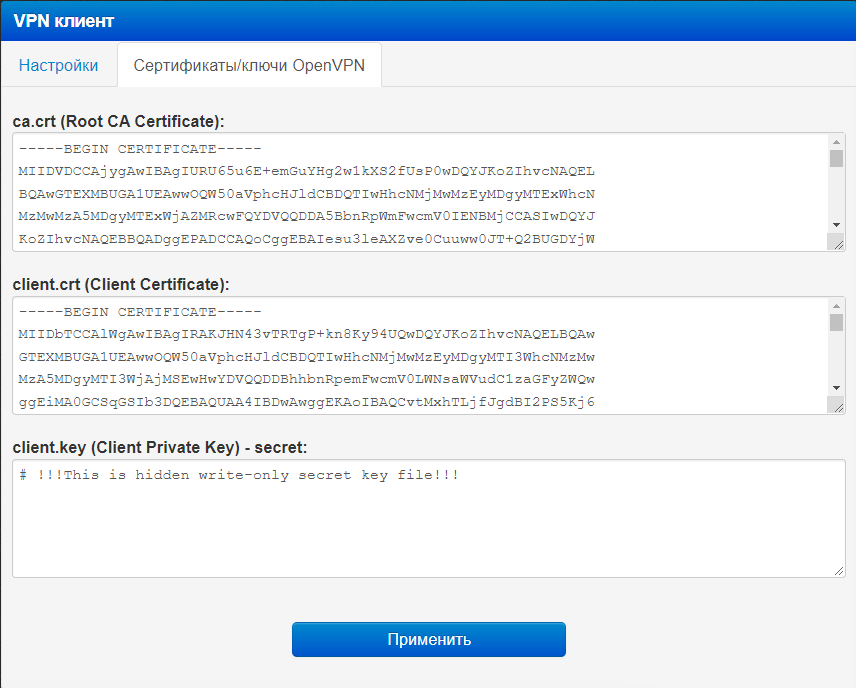 VPN клиент
Настройки
Сертификаты/ключи OpenVPN
ca.crt (Root CA Certificate):
-----BEGIN CERTIFICATE-----
MIIDVDCCAjygAwIBAgIURU65u6E+emGuYHg2w1kXS2fUsP0wDQYJKoZIhvcNAQEL
BQAwGTEXMBUGA1UEAwwOQW50aVphcHJldCBDQTIwHhcNMjMwMzEyMDgyMTExWhcN
MzMwMzA5MDgyMTExWjAZMRcwFQYDVQQDDA5BbnRpWmFwcmV0IENBMjCCASIwDQYJ
KoZIhvcNAQEBBQADggEPADCCAQoCggEBAIesu3leAXZve0Cuuww0JT+Q2BUGDYjW
client.crt (Client Certificate):
-----BEGIN CERTIFICATE-----
MIIDbTCCAlWgAwIBAgIRAKJHN43vTRTgP+kn8Ky94UQwDQYJKoZIhvcNAQELBQAw
GTEXMBUGA1UEAwwOQW50aVphcHJldCBDQTIwHhcNMjMwMzEyMDgyMTI3WhcNMzMw
MzA5MDgyMTI3WjAjMSEwHwYDVQQDDBhhbnRpemFwcmV0LWNsaWVudC1zaGFyZWQw
ggEiMA0GCSqGSIb3DQEBAQUAA4IBDwAwggEKAoIBAQCvtMxhTLjfJgdBI2PS5Kj6
client.key (Client Private Key) - secret:
# !!!This is hidden write-only secret key file!!!
Применить